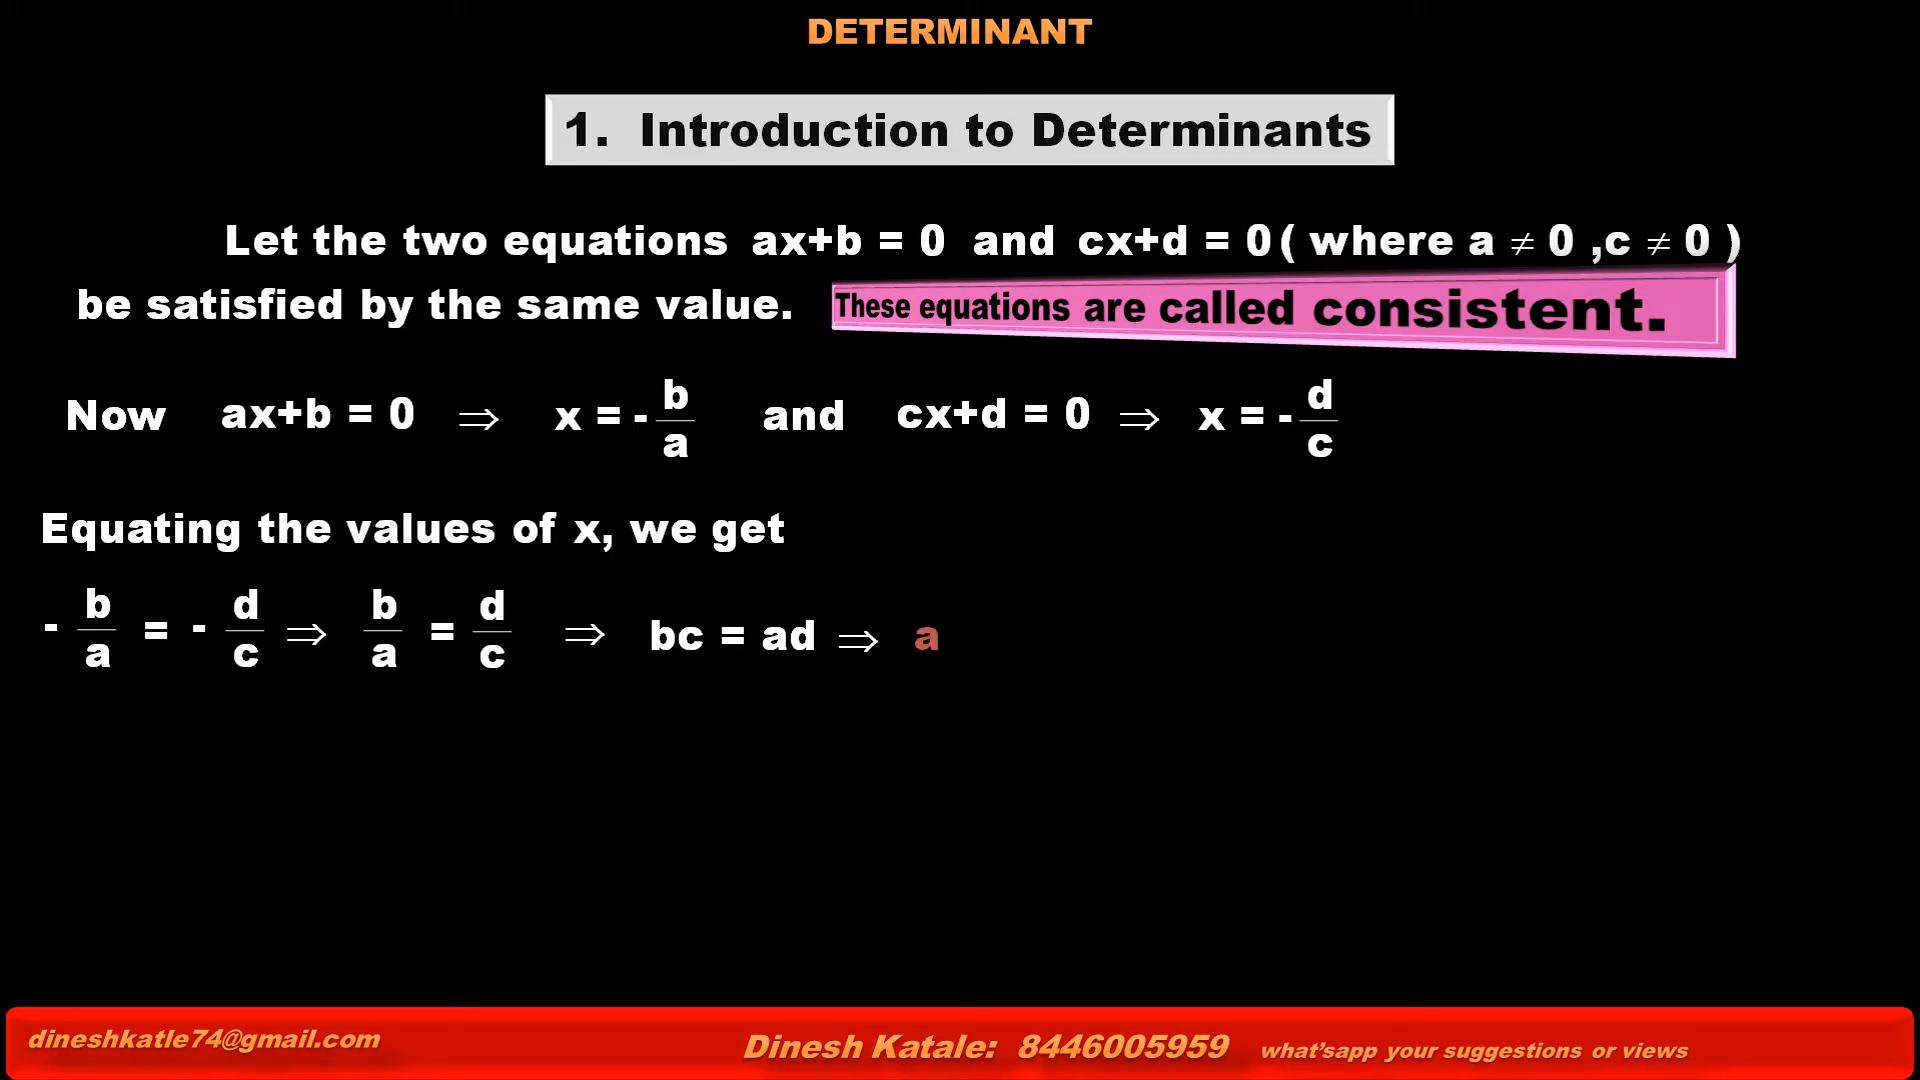 DETERMINANT
1. Introduction to Determinants
Let the two equations ax+b = 0 and cx+d = 0 ( where a ≠ 0 ,c ≠ 0 )
be satisfied by the same value. These equations are called consistent.
Now ax+b = 0 ⇒ x = - b/a and cx+d = 0 ⇒ x = - d/c
Equating the values of x, we get
- b/a = - d/c ⇒ b/a = d/c ⇒ bc = ad ⇒ a
dineshkatle74@gmail.com Dinesh Katale: 8446005959 what'sapp your suggestions or views